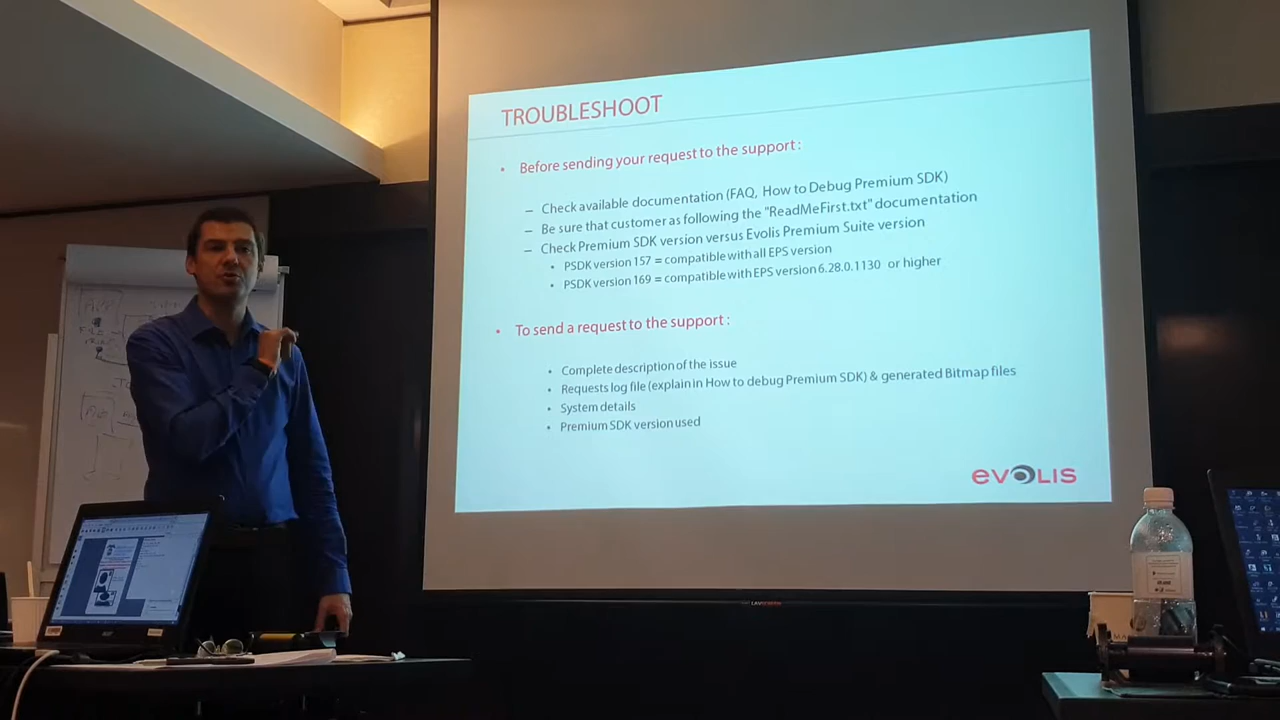 TROUBLESHOOT
• Before sending your request to the support :
– Check available documentation (FAQ, How to Debug Premium SDK)
– Be sure that customer as following the "ReadMeFirst.txt" documentation
– Check Premium SDK version versus Evolis Premium Suite version
• PSDK version 157 = compatible with all EPS version
• PSDK version 169 = compatible with EPS version 6.28.0.1130 or higher
• To send a request to the support :
• Complete description of the issue
• Requests log file (explain in How to debug Premium SDK) & generated Bitmap files
• System details
• Premium SDK version used
evolis